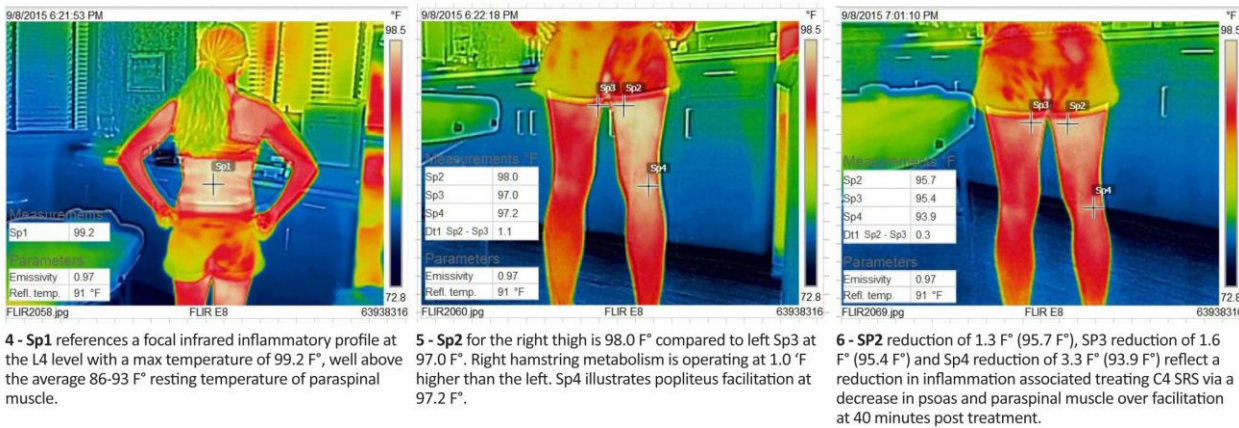 9/8/2015 6:21:53 PM
°F
98.5
Sp1
Measurements
Sp1 99.2
Parameters
Emissivity 0.97
Refl. temp. 91 °F
72.8
FLIR2058.jpg FLIR E8 63938316
4 - Sp1 references a focal infrared inflammatory profile at
the L4 level with a max temperature of 99.2 F°, well above
the average 86-93 F° resting temperature of paraspinal
muscle.
9/8/2015 6:22:18 PM
°F
98.5
Sp3 Sp2
Sp4
Measurements °F
Sp2 98.0
Sp3 97.0
Sp4 97.2
Dt1 Sp2 - Sp3 1.1
Parameters
Emissivity 0.97
Refl. temp. 91 °F
72.8
FLIR2060.jpg FLIR E8 63938316
5 - Sp2 for the right thigh is 98.0 F° compared to left Sp3 at
97.0 F°. Right hamstring metabolism is operating at 1.0 ‘F
higher than the left. Sp4 illustrates popliteus facilitation at
97.2 F°.
9/8/2015 7:01:10 PM
°F
98.5
Sp3 Sp2
Sp4
Measurements °F
Sp2 95.7
Sp3 95.4
Sp4 93.9
Dt1 Sp2 - Sp3 0.3
Parameters
Emissivity 0.97
Refl. temp. 91 °F
72.8
FLIR2069.jpg FLIR E8 63938316
6 - SP2 reduction of 1.3 F° (95.7 F°), SP3 reduction of 1.6
F° (95.4 F°) and Sp4 reduction of 3.3 F° (93.9 F°) reflect a
reduction in inflammation associated treating C4 SRS via a
decrease in psoas and paraspinal muscle over facilitation
at 40 minutes post treatment.